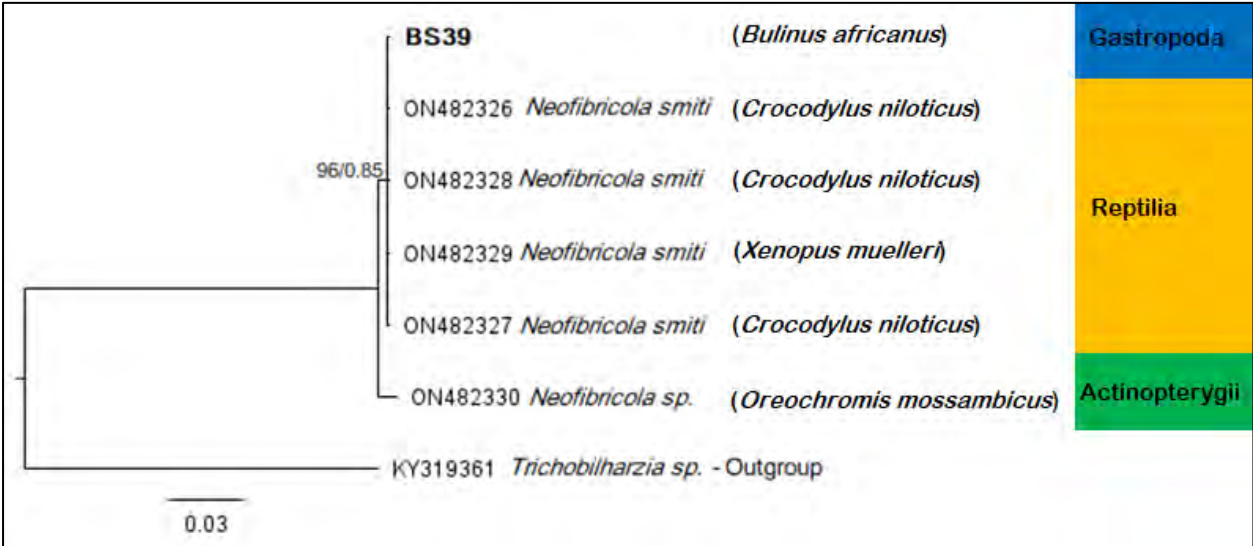 BS39 (Bulinus africanus) Gastropoda
ON482326 Neofibricola smiti (Crocodylus niloticus)
96/0.85 ON482328 Neofibricola smiti (Crocodylus niloticus)
Reptilia
ON482329 Neofibricola smiti (Xenopus muelleri)
ON482327 Neofibricola smiti (Crocodylus niloticus)
ON482330 Neofibricola sp. (Oreochromis mossambicus) Actinopterygii
KY319361 Trichobilharzia sp. - Outgroup
0.03